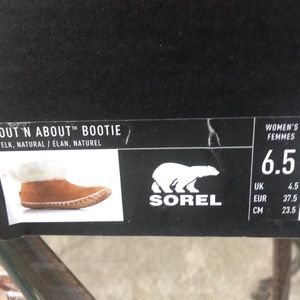 OUT N ABOUT™ BOOTIE
ELK, NATURAL / ÉLAN, NATUREL
SOREL
WOMEN'S
FEMMES
6.5
UK 4.5
EUR 37.5
CM 23.5